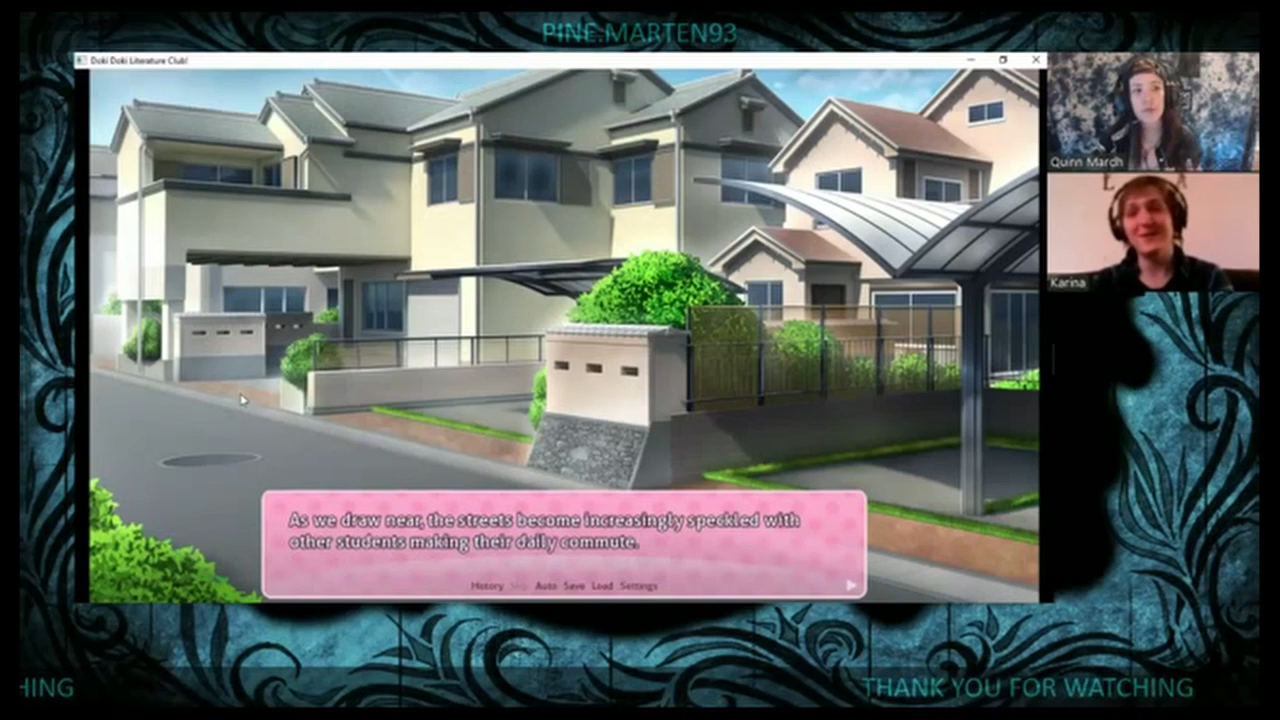 PINE.MARTEN93
Doki Doki Literature Club!
Quinn March
Karina
As we draw near, the streets become increasingly speckled with
other students making their daily commute.
History Skip Auto Save Load Settings
HING
THANK YOU FOR WATCHING